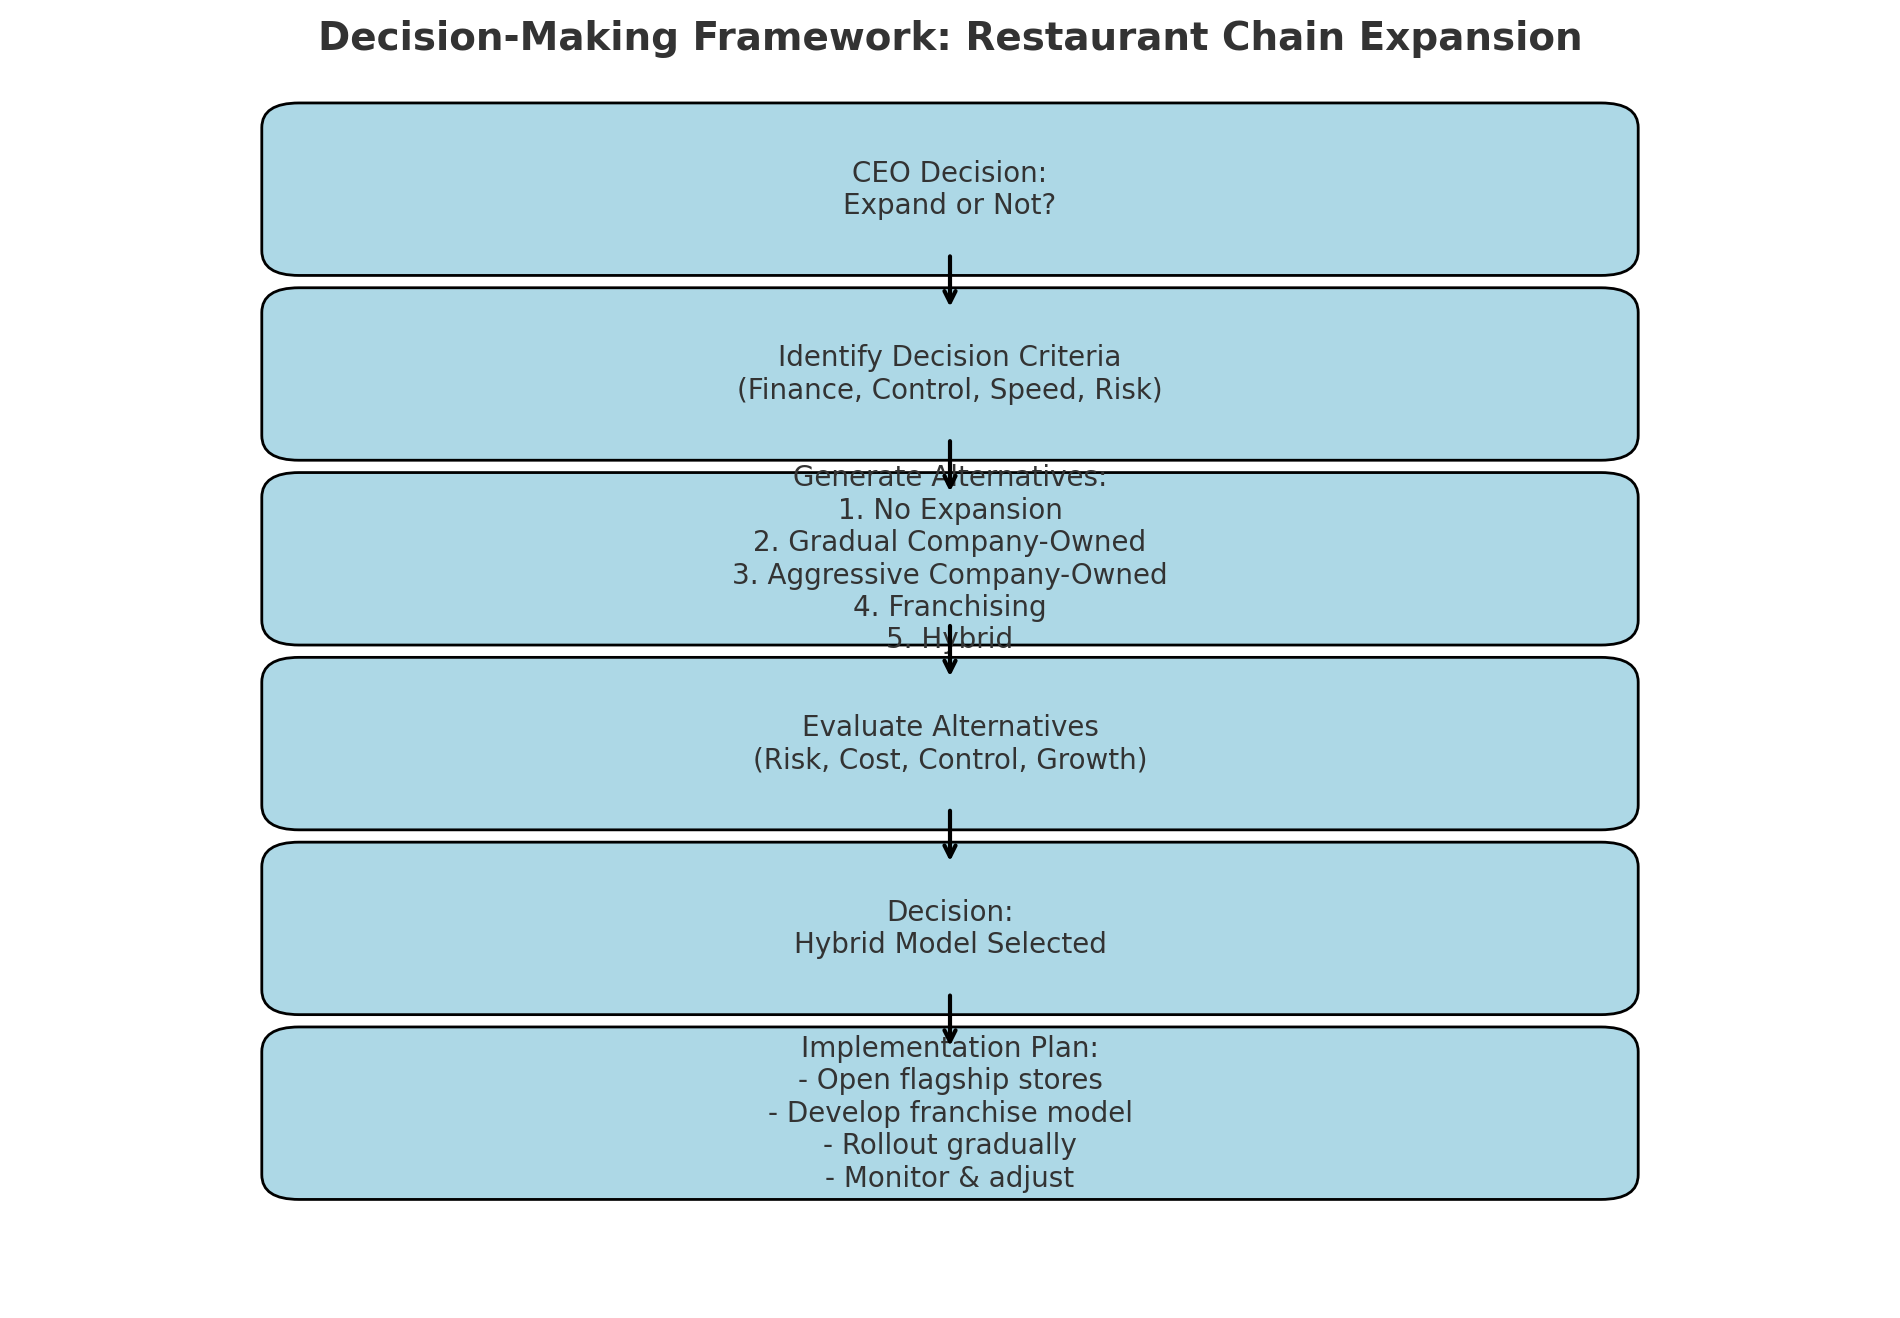 Decision-Making Framework: Restaurant Chain Expansion
CEO Decision:
Expand or Not?
Identify Decision Criteria
(Finance, Control, Speed, Risk)
Generate Alternatives:
1. No Expansion
2. Gradual Company-Owned
3. Aggressive Company-Owned
4. Franchising
5. Hybrid
Evaluate Alternatives
(Risk, Cost, Control, Growth)
Decision:
Hybrid Model Selected
Implementation Plan:
- Open flagship stores
- Develop franchise model
- Rollout gradually
- Monitor & adjust